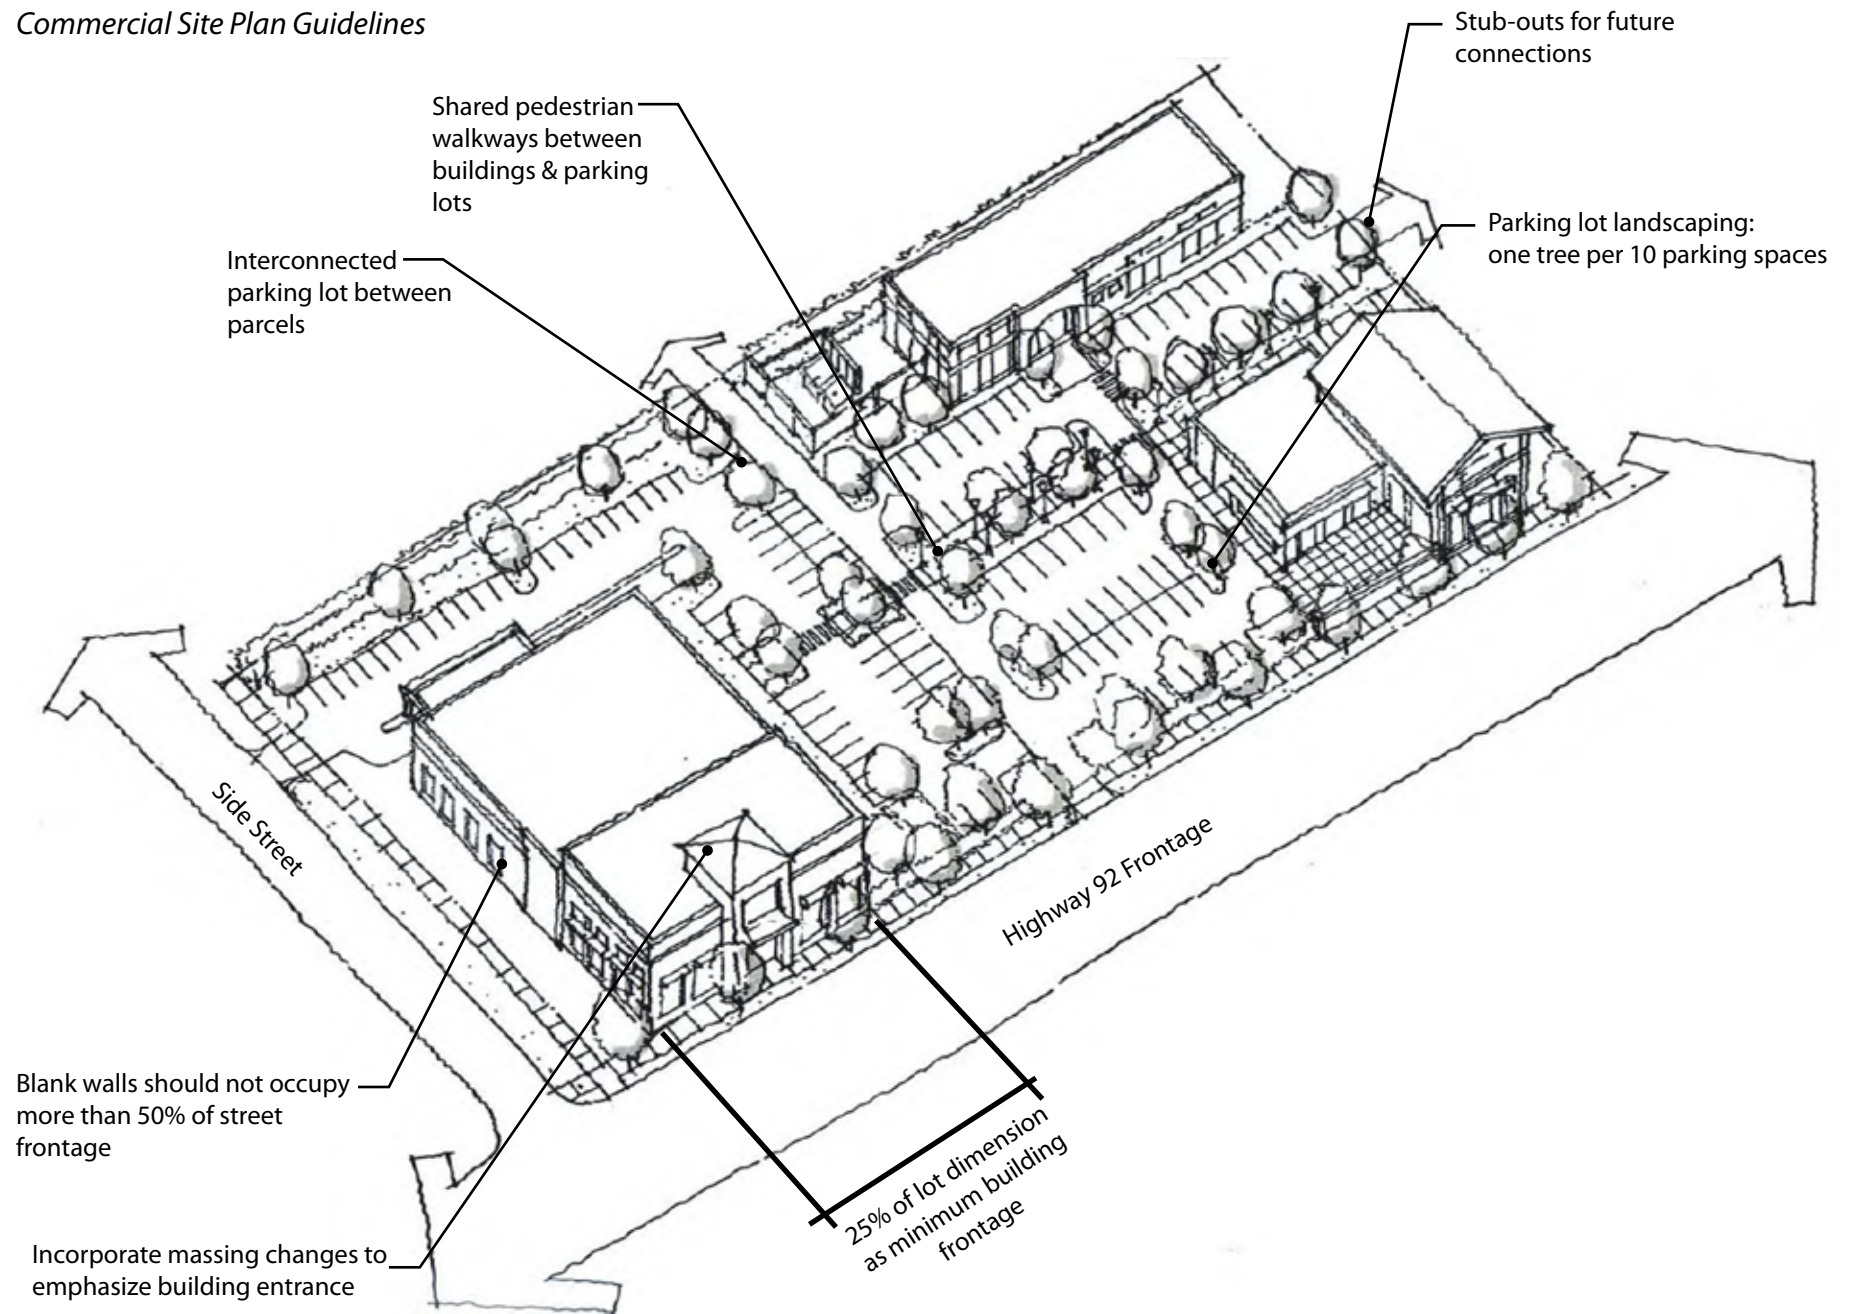 Commercial Site Plan Guidelines
Stub-outs for future
connections
Shared pedestrian
walkways between
buildings & parking
lots
Parking lot landscaping:
one tree per 10 parking spaces
Interconnected
parking lot between
parcels
Side Street
Highway 92 Frontage
Blank walls should not occupy
more than 50% of street
frontage
25% of lot dimension
as minimum building
frontage
Incorporate massing changes to
emphasize building entrance